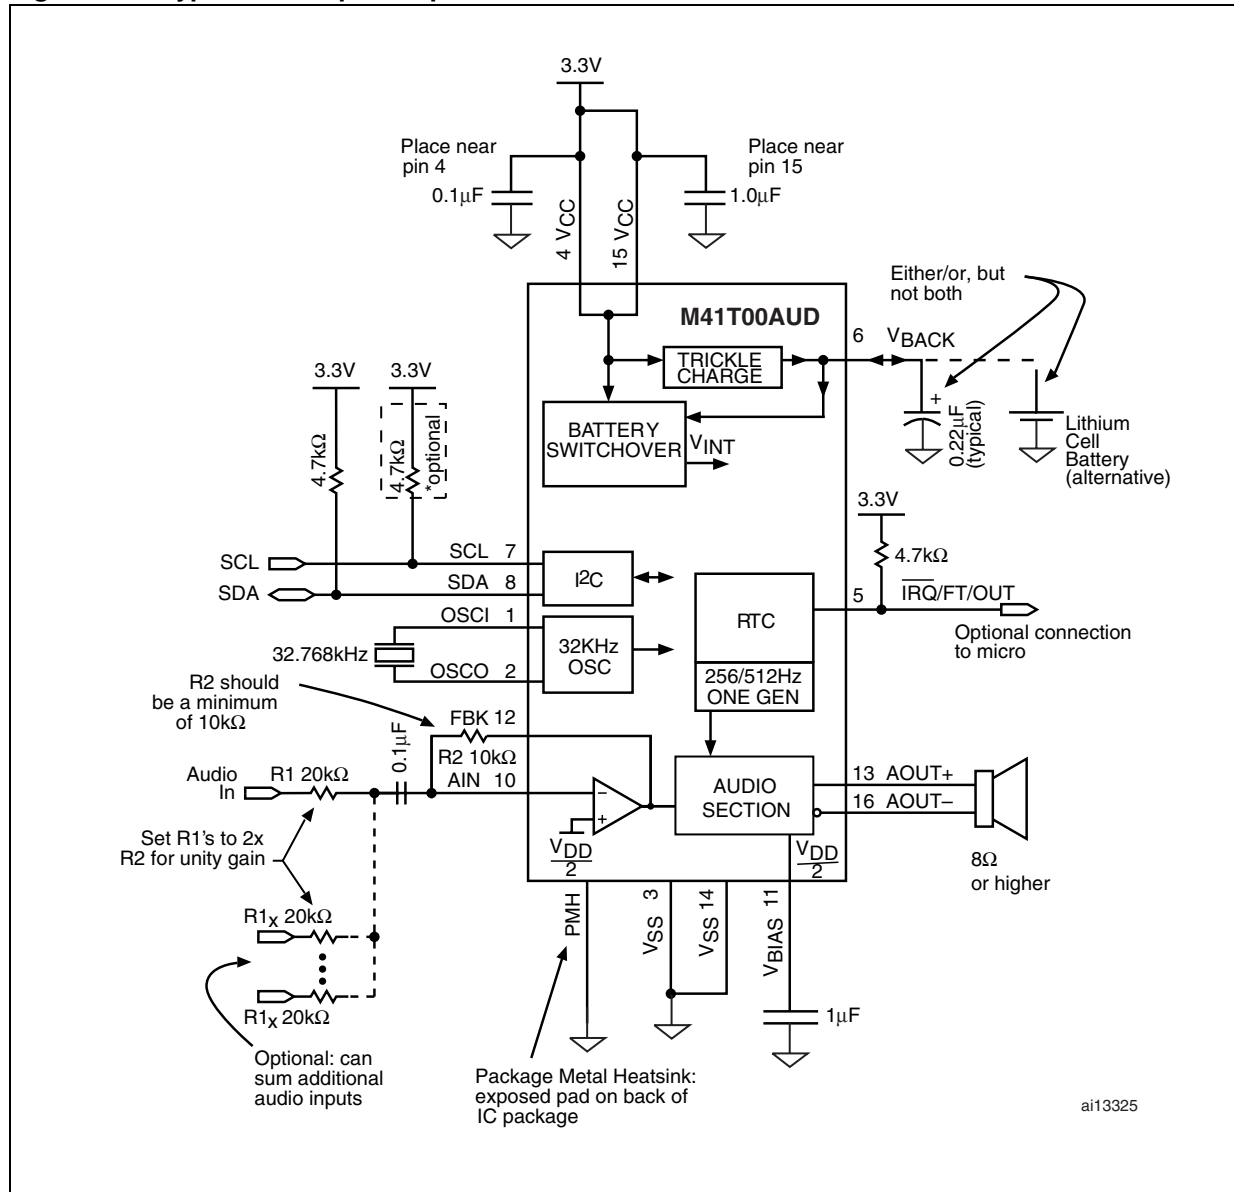 3.3V
Place near
pin 4
0.1μF
Place near
pin 15
1.0μF
4 VCC
15 VCC
M41T00AUD
Either/or, but
not both
6 VBACK
TRICKLE
CHARGE
BATTERY
SWITCHOVER
VINT
+
0.22μF
(typical)
Lithium
Cell
Battery
(alternative)
3.3V
3.3V
4.7kΩ
4.7kΩ
*optional
3.3V
4.7kΩ
SCL
SCL 7
SDA
SDA 8
I2C
OSCI 1
32.768kHz
OSCO 2
32KHz
OSC
RTC
256/512Hz
ONE GEN
5 IRQ/FT/OUT
Optional connection
to micro
R2 should
be a minimum
of 10kΩ
FBK 12
R2 10kΩ
0.1μF
AIN 10
Audio
In
R1 20kΩ
–
+
VDD
2
AUDIO
SECTION
13 AOUT+
16 AOUT–
VDD
2
8Ω
or higher
Set R1's to 2x
R2 for unity gain
R1x 20kΩ
R1x 20kΩ
Optional: can
sum additional
audio inputs
PMH
VSS 3
VSS 14
VBIAS 11
1μF
Package Metal Heatsink:
exposed pad on back of
IC package
ai13325